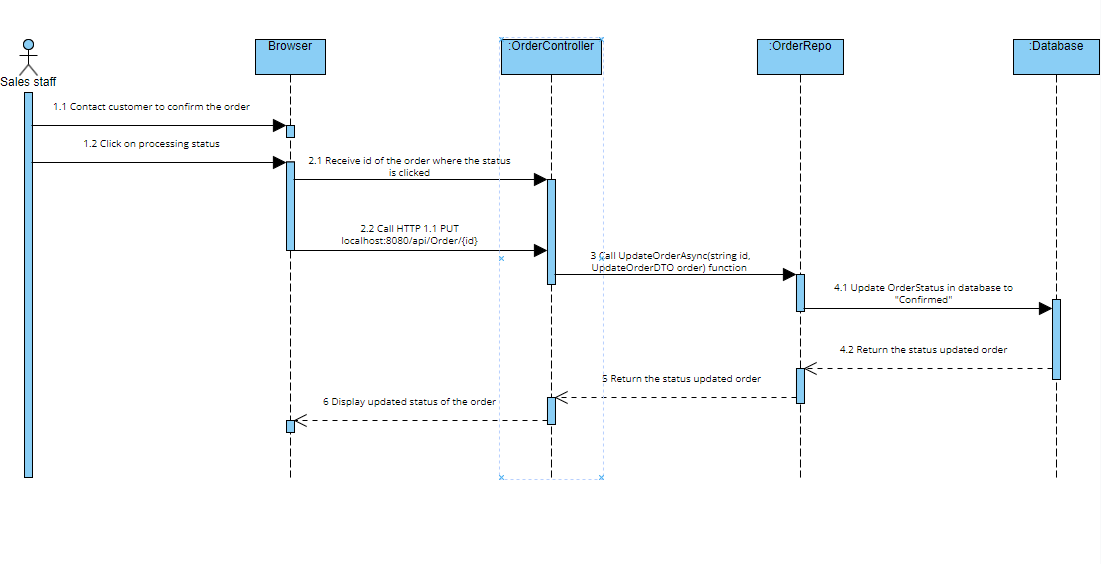 Browser
:OrderController
:OrderRepo
:Database
Sales staff
1.1 Contact customer to confirm the order
1.2 Click on processing status
2.1 Receive id of the order where the status
is clicked
2.2 Call HTTP 1.1 PUT
localhost:8080/api/Order/{id}
3 Call UpdateOrderAsync(string id,
UpdateOrderDTO order) function
4.1 Update OrderStatus in database to
"Confirmed"
4.2 Return the status updated order
5 Return the status updated order
6 Display updated status of the order